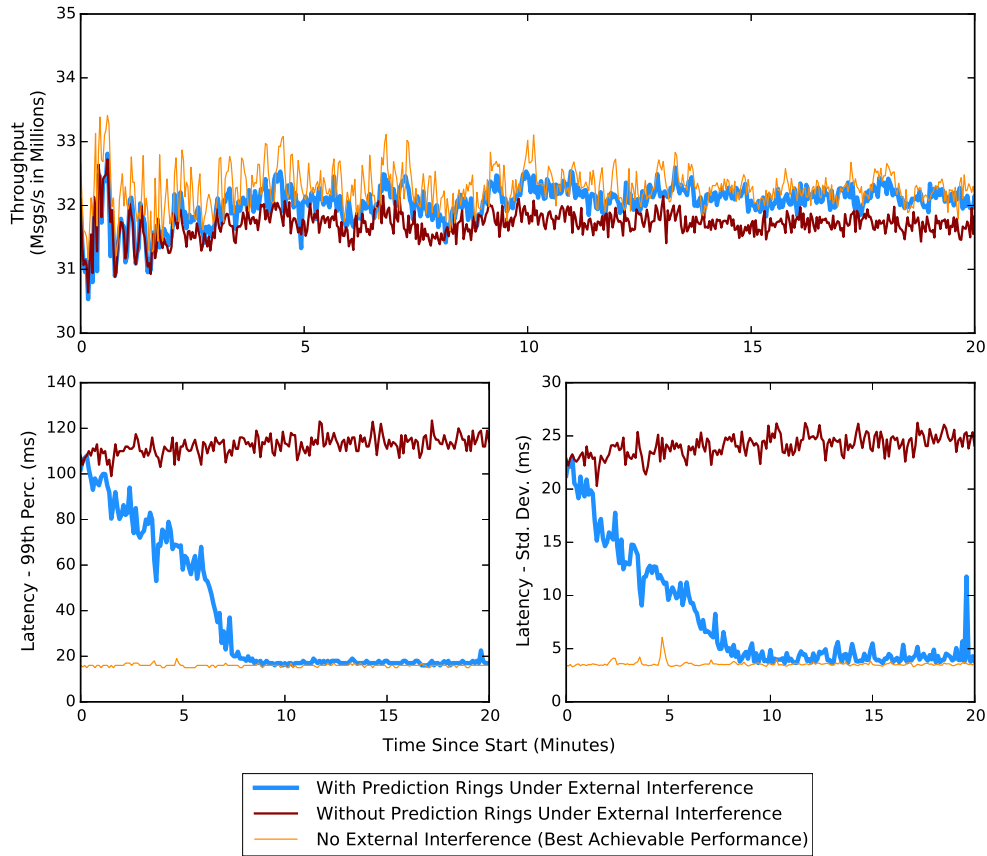 35
34
33
32
31
30
Throughput
(Msgs/s in Millions)
0 5 10 15 20
140
120
100
80
60
40
20
0
Latency - 99th Perc. (ms)
0 5 10 15 20
30
25
20
15
10
5
0
Latency - Std. Dev. (ms)
0 5 10 15 20
Time Since Start (Minutes)
With Prediction Rings Under External Interference
Without Prediction Rings Under External Interference
No External Interference (Best Achievable Performance)